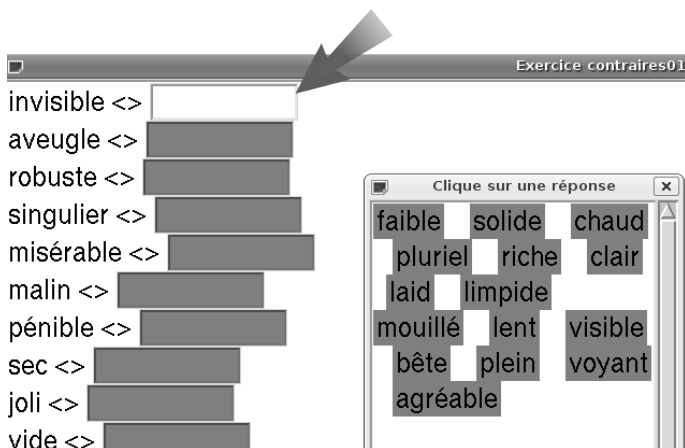 Exercice contraires01
invisible <>
aveugle <>
robuste <>
singulier <>
misérable <>
malin <>
pénible <>
sec <>
joli <>
vide <>
Clique sur une réponse
faible solide chaud
pluriel riche clair
laid limpide
mouillé lent visible
bête plein voyant
agréable